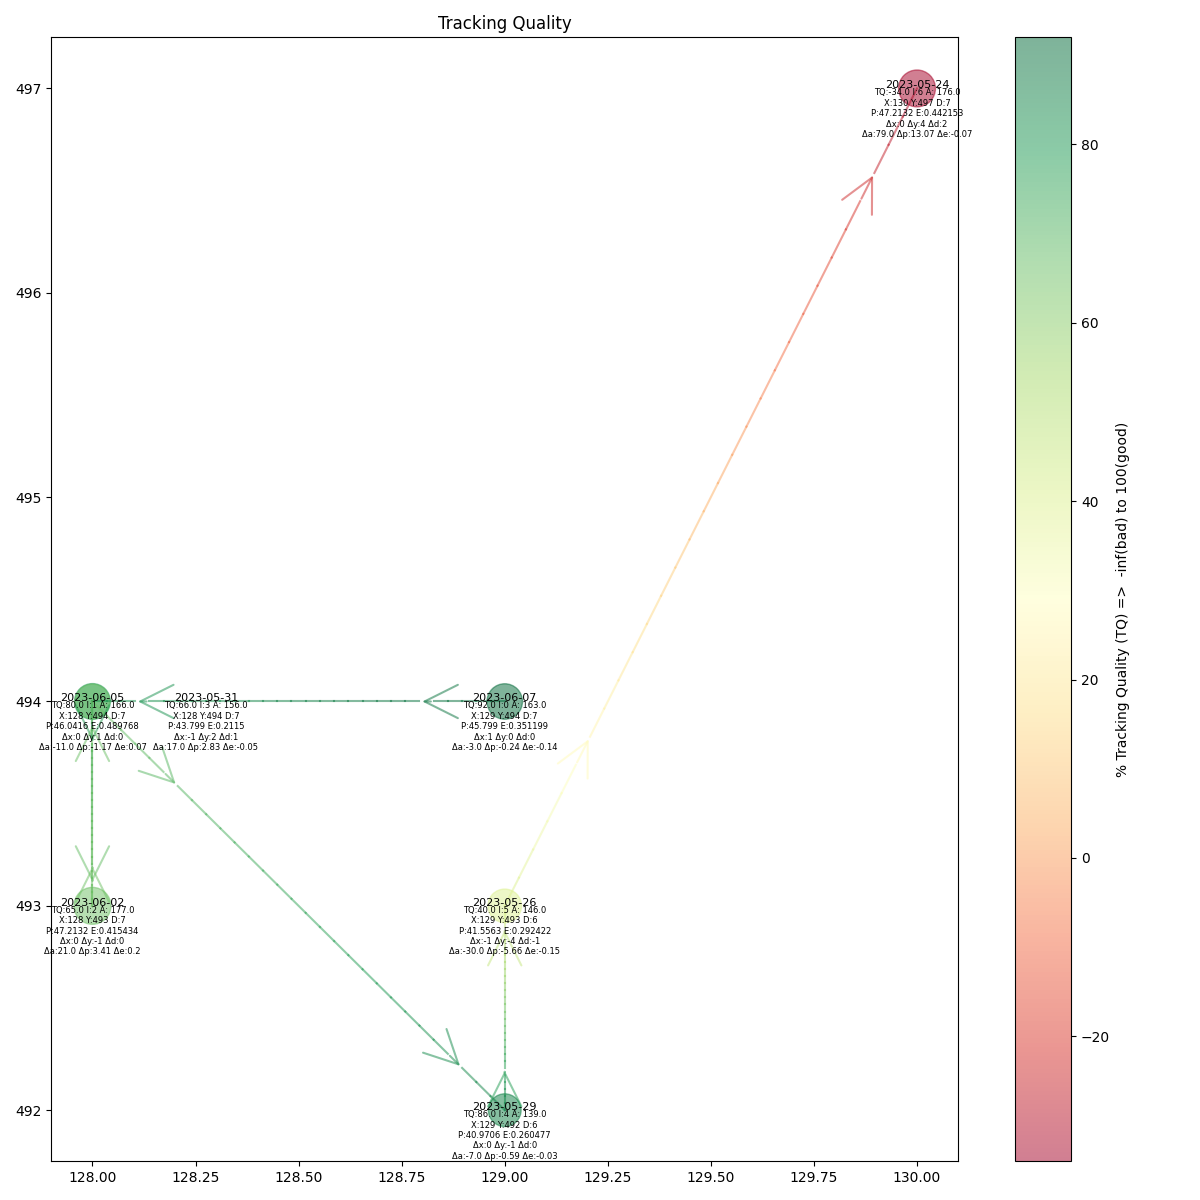 Tracking Quality
497
496
495
494
493
492
2023-05-24
TQ:-34.0 I:6 A: 176.0
X:130 Y:497 D:7
P:47.2132 E:0.442153
Δx:0 Δy:4 Δd:2
Δa:79.0 Δp:13.07 Δe:-0.07
2023-06-05
TQ:80.0 I:1 A: 166.0
X:128 Y:494 D:7
P:46.0416 E:0.489768
Δx:0 Δy:1 Δd:0
Δa:-11.0 Δp:-1.17 Δe:0.07
2023-05-31
TQ:66.0 I:3 A: 156.0
X:128 Y:494 D:7
P:43.799 E:0.2115
Δx:-1 Δy:2 Δd:1
Δa:17.0 Δp:2.83 Δe:-0.05
2023-06-07
TQ:92.0 I:0 A: 163.0
X:129 Y:494 D:7
P:45.799 E:0.351199
Δx:1 Δy:0 Δd:0
Δa:-3.0 Δp:-0.24 Δe:-0.14
2023-06-02
TQ:65.0 I:2 A: 177.0
X:128 Y:493 D:7
P:47.2132 E:0.415434
Δx:0 Δy:-1 Δd:0
Δa:21.0 Δp:3.41 Δe:0.2
2023-05-26
TQ:40.0 I:5 A: 146.0
X:129 Y:493 D:6
P:41.5563 E:0.292422
Δx:-1 Δy:-4 Δd:-1
Δa:-30.0 Δp:-5.66 Δe:-0.15
2023-05-29
TQ:86.0 I:4 A: 139.0
X:129 Y:492 D:6
P:40.9706 E:0.260477
Δx:0 Δy:-1 Δd:0
Δa:-7.0 Δp:-0.59 Δe:-0.03
128.00 128.25 128.50 128.75 129.00 129.25 129.50 129.75 130.00
80
60
40
20
0
−20
% Tracking Quality (TQ) => -inf(bad) to 100(good)